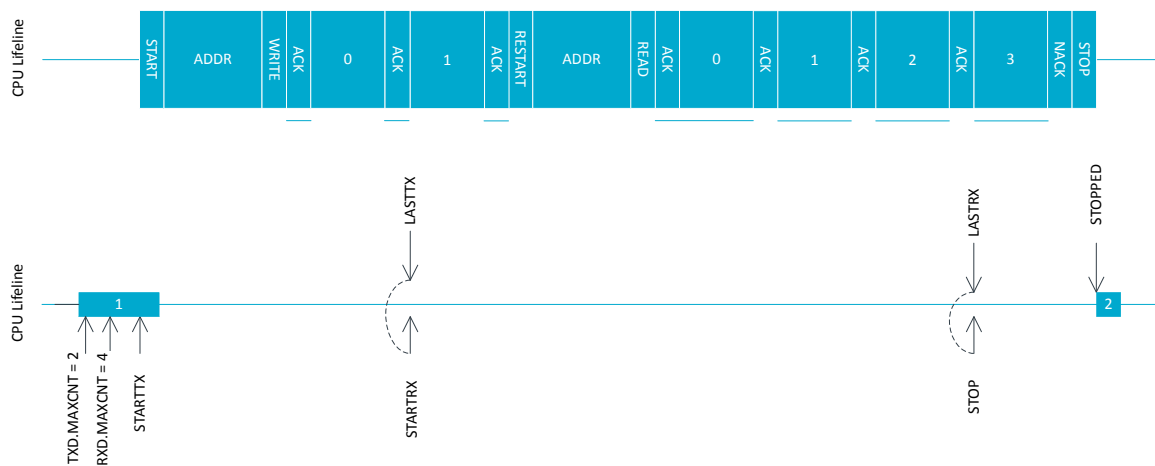 CPU Lifeline
START
ADDR
WRITE
ACK
0
ACK
1
ACK
RESTART
ADDR
READ
ACK
0
ACK
1
ACK
2
ACK
3
NACK
STOP
LASTTX
LASTRX
STOPPED
CPU Lifeline
1
2
TXD.MAXCNT = 2
RXD.MAXCNT = 4
STARTTX
STARTRX
STOP